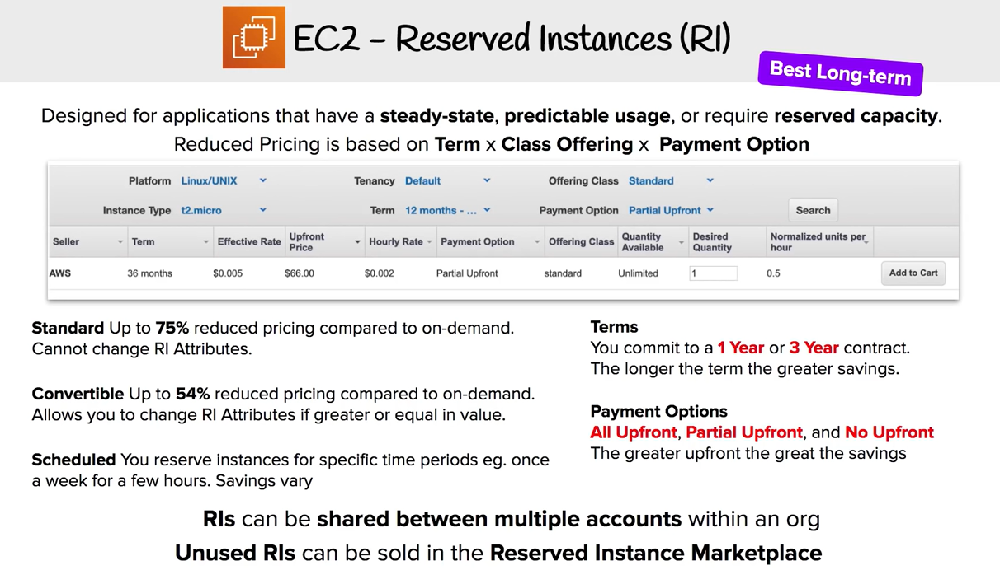 EC2 – Reserved Instances (RI)
Best Long-term
Designed for applications that have a steady-state, predictable usage, or require reserved capacity.
Reduced Pricing is based on Term x Class Offering x Payment Option
Platform Linux/UNIX Tenancy Default Offering Class Standard
Instance Type t2.micro Term 12 months - ... Payment Option Partial Upfront Search
Seller Term Effective Rate Upfront Price Hourly Rate Payment Option Offering Class Quantity Available Desired Quantity Normalized units per hour
AWS 36 months $0.005 $66.00 $0.002 Partial Upfront standard Unlimited 1 0.5 Add to Cart
Standard Up to 75% reduced pricing compared to on-demand.
Cannot change RI Attributes.
Convertible Up to 54% reduced pricing compared to on-demand.
Allows you to change RI Attributes if greater or equal in value.
Scheduled You reserve instances for specific time periods eg. once
a week for a few hours. Savings vary
Terms
You commit to a 1 Year or 3 Year contract.
The longer the term the greater savings.
Payment Options
All Upfront, Partial Upfront, and No Upfront
The greater upfront the great the savings
RIs can be shared between multiple accounts within an org
Unused RIs can be sold in the Reserved Instance Marketplace